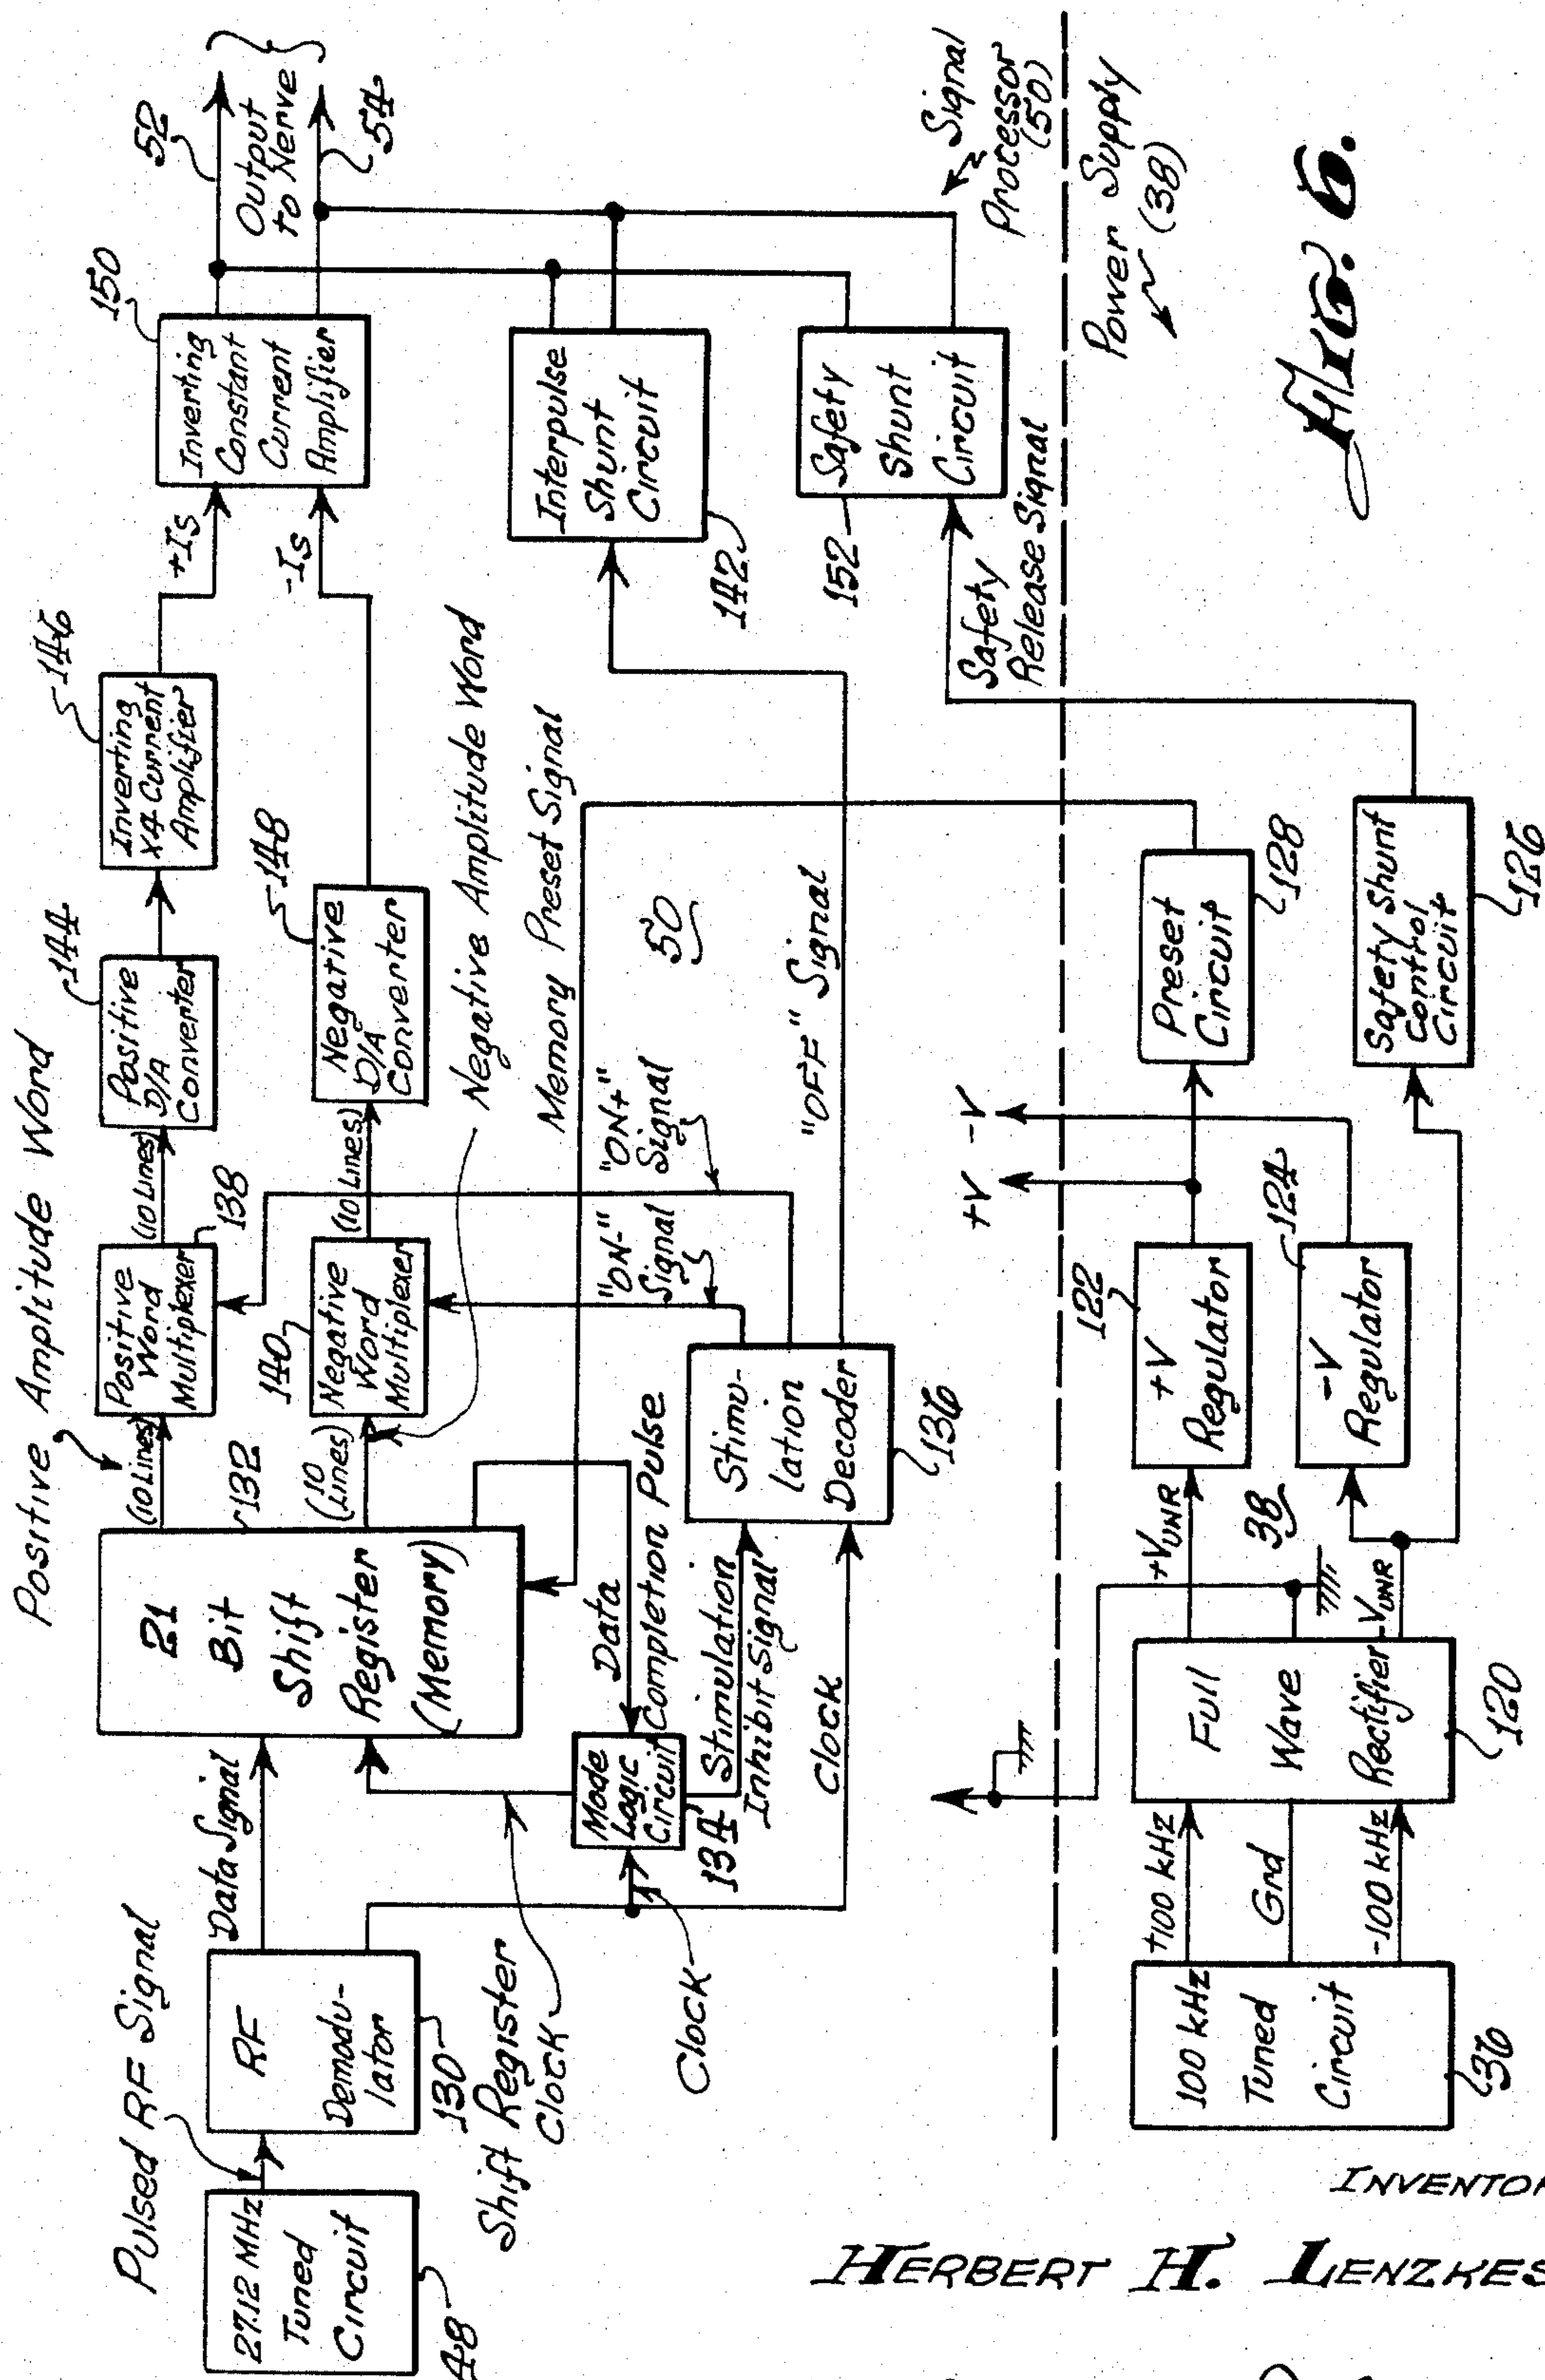 Positive Amplitude Word
Pulsed RF Signal
27.12 MHz
Tuned
Circuit
48
RF
Demodu-
lator
130
Data Signal
Shift Register
Clock
Clock
21
Bit
Shift
Register
(Memory)
132
(10 Lines)
(10
Lines)
Positive
Word
Multiplexer
138
(10 Lines)
140
Negative
Word
Multiplexer
(10 Lines)
144
Positive
D/A
Converter
146
Inverting
X4 Current
Amplifier
+Is
148
Negative
D/A
Converter
-Is
150
Inverting
Constant
Current
Amplifier
52
Output
to Nerve
54
Negative Amplitude Word
Memory Preset Signal
Mode
Logic
Circuit
134
Data
Completion Pulse
Stimulation
Inhibit Signal
Clock
Stimu-
lation
Decoder
136
"ON-"
Signal
"ON+"
Signal
50
"OFF" Signal
Interpulse
Shunt
Circuit
142
152
Safety
Shunt
Circuit
Safety
Release Signal
Signal
Processor
(50)
Power Supply
(38)
+V
-V
100 kHz
Tuned
Circuit
36
+100 kHz
Grd
-100 kHz
Full
Wave
Rectifier
120
+VUNR
38
-VUNR
122
+V
Regulator
124
-V
Regulator
Preset
Circuit
128
Safety Shunt
Control
Circuit
126
Fig. 6.
INVENTOR
HERBERT H. LENZKES